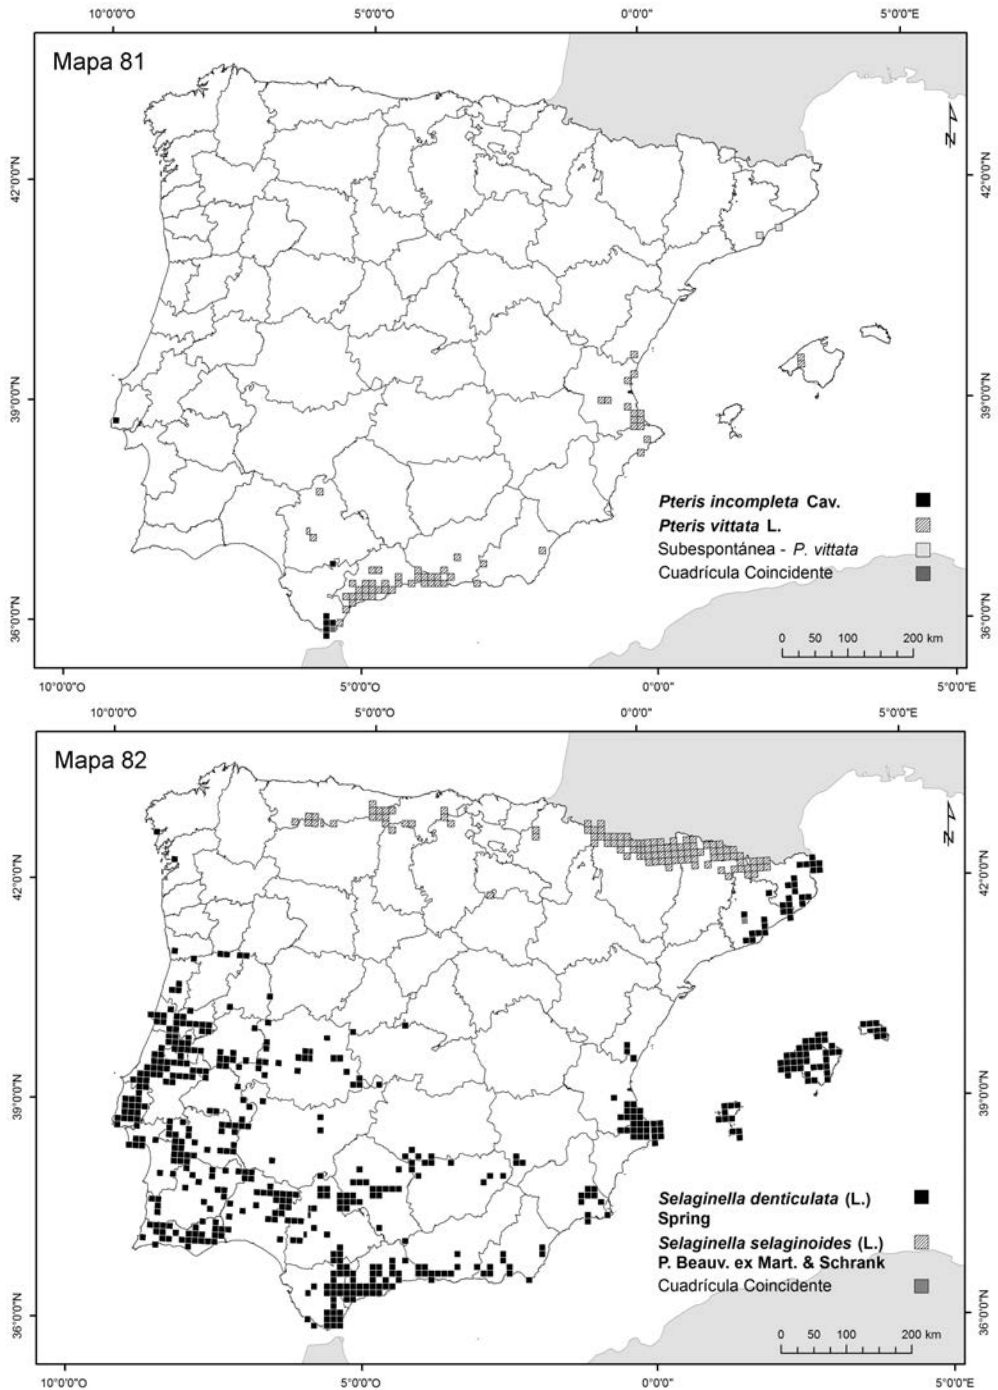 10°0'0"O 5°0'0"O 0°0'0" 5°0'0"E
Mapa 81
42°0'0"N 42°0'0"N
39°0'0"N 39°0'0"N
Pteris incompleta Cav.
Pteris vittata L.
Subespontánea - P. vittata
Cuadrícula Coincidente
36°0'0"N 36°0'0"N
0 50 100 200 km
N
10°0'0"O 5°0'0"O 0°0'0" 5°0'0"E
10°0'0"O 5°0'0"O 0°0'0" 5°0'0"E
Mapa 82
N
42°0'0"N 42°0'0"N
39°0'0"N 39°0'0"N
Selaginella denticulata (L.)
Spring
Selaginella selaginoides (L.)
P. Beauv. ex Mart. & Schrank
Cuadrícula Coincidente
36°0'0"N 36°0'0"N
0 50 100 200 km
10°0'0"O 5°0'0"O 0°0'0" 5°0'0"E